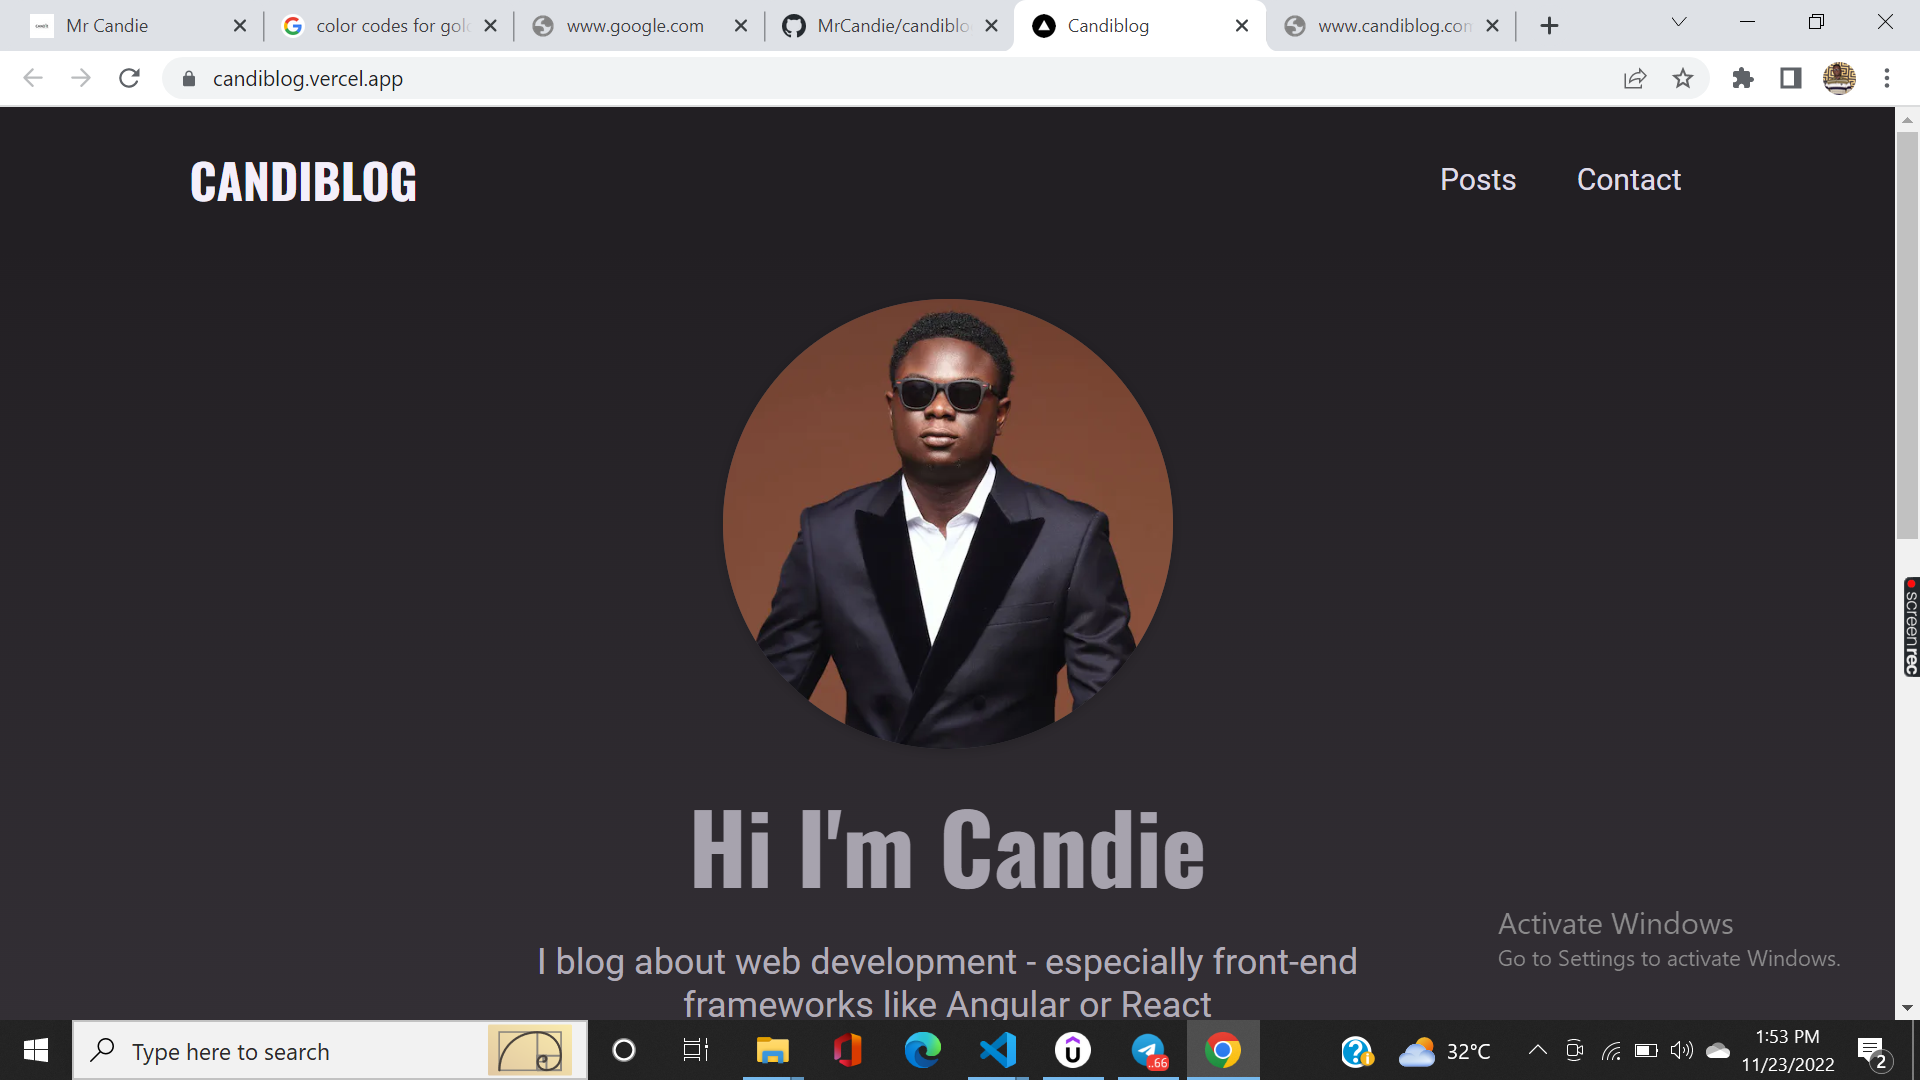 Mr Candie
color codes for gol
www.google.com
MrCandie/candiblo
Candiblog
www.candiblog.con
candiblog.vercel.app
CANDIBLOG
Posts
Contact
Hi I'm Candie
I blog about web development - especially front-end
frameworks like Angular or React
Activate Windows
Go to Settings to activate Windows.
screenrec
Type here to search
..66
32°C
1:53 PM
11/23/2022
2